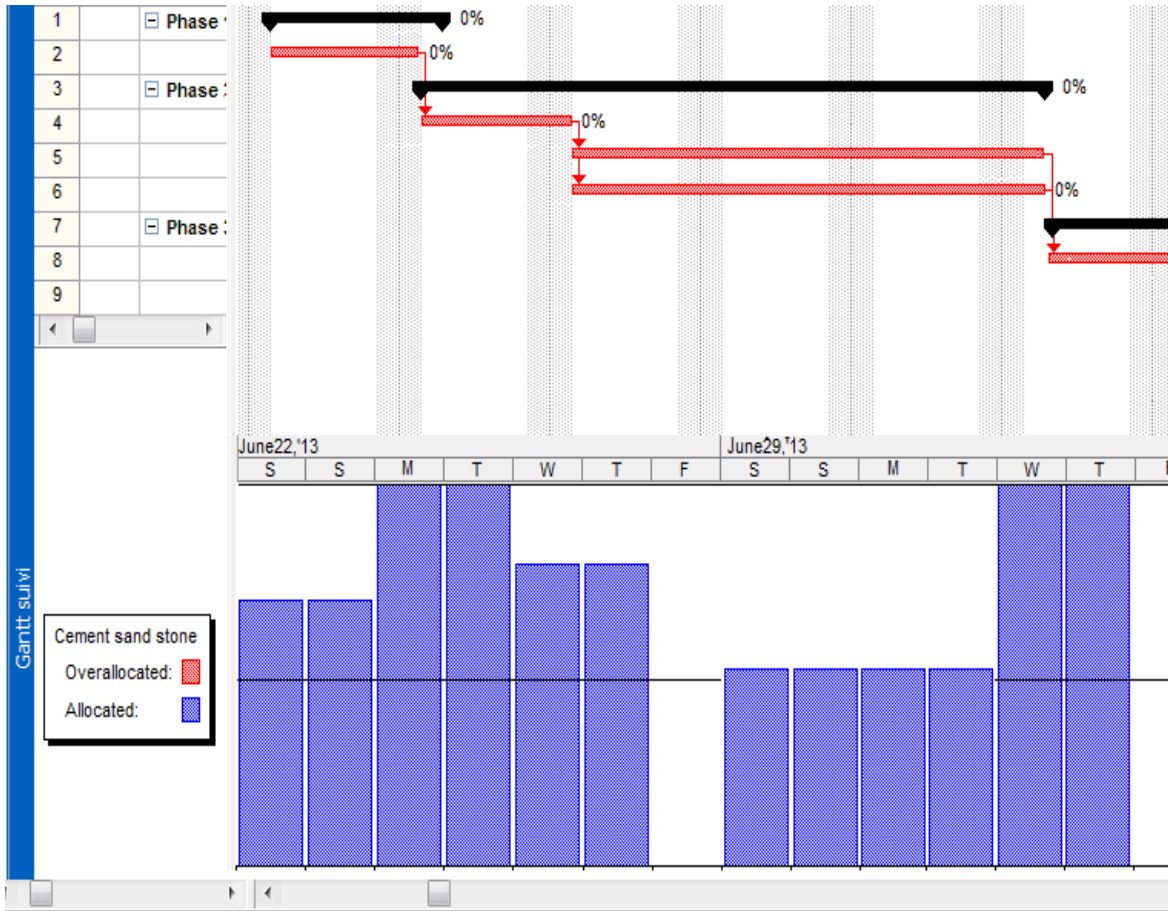 1 Phase 0%
2 0%
3 Phase 0%
4 0%
5
6 0%
7 Phase
8
9
June22,'13 June29,'13
S S M T W T F S S M T W T
Gantt suivi
Cement sand stone
Overallocated:
Allocated: